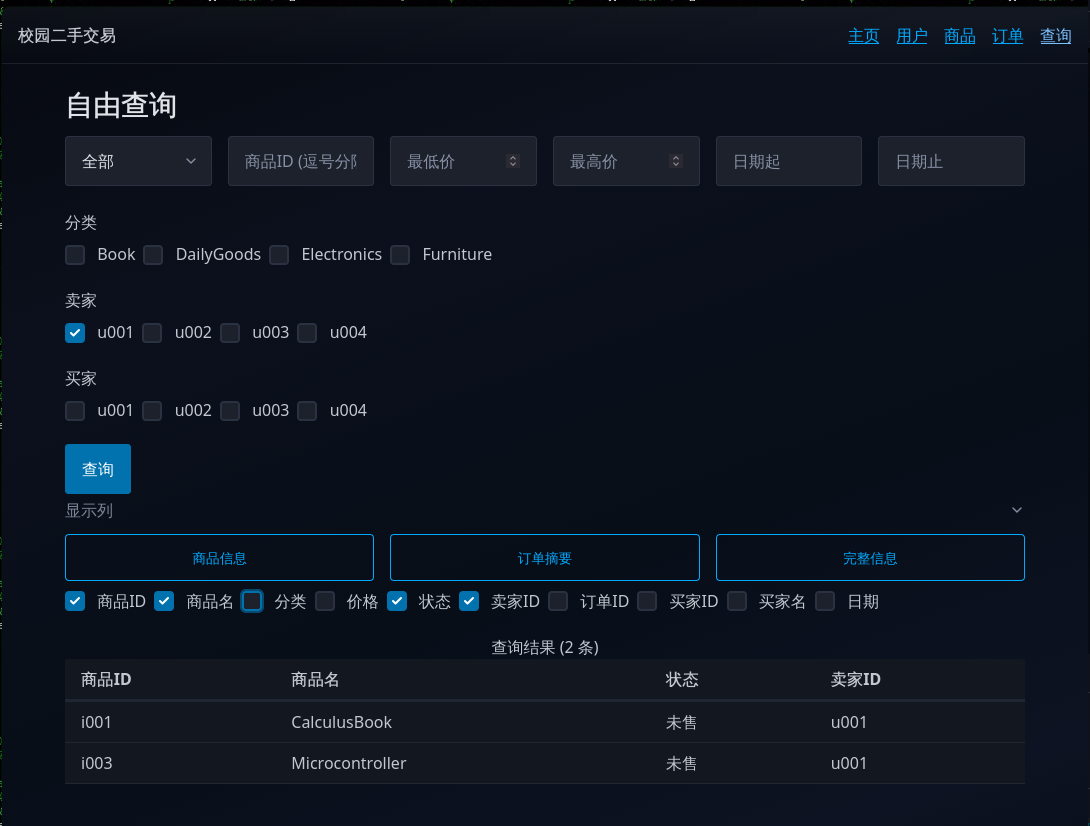 校园二手交易 主页 用户 商品 订单 查询
自由查询
全部 商品ID (逗号分隔 最低价 最高价 日期起 日期止
分类
Book DailyGoods Electronics Furniture
卖家
u001 u002 u003 u004
买家
u001 u002 u003 u004
查询
显示列
商品信息 订单摘要 完整信息
商品ID 商品名 分类 价格 状态 卖家ID 订单ID 买家ID 买家名 日期
查询结果 (2 条)
商品ID 商品名 状态 卖家ID
i001 CalculusBook 未售 u001
i003 Microcontroller 未售 u001